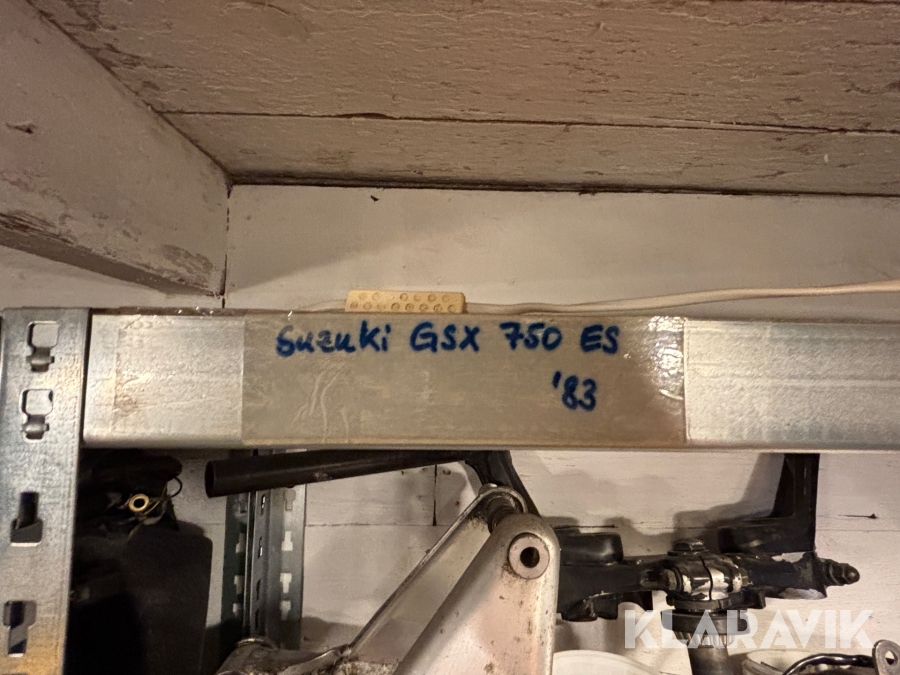 Suzuki GSX 750 ES
'83
KLARAVIK